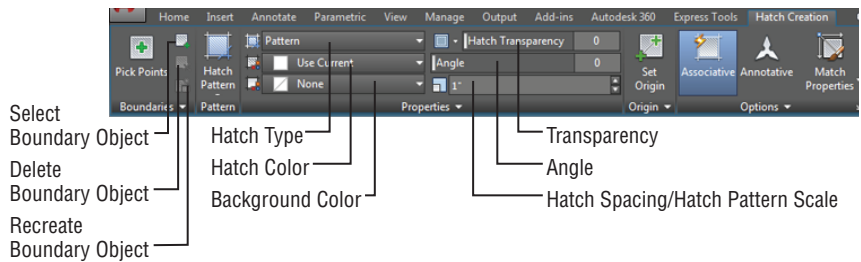 Home Insert Annotate Parametric View Manage Output Add-ins Autodesk 360 Express Tools Hatch Creation
Pattern Hatch Transparency 0
Use Current Angle 0
None 1"
Pick Points
Hatch Pattern
Set Origin
Associative
Annotative
Match Properties
Boundaries Pattern Properties Origin Options
Select
Boundary Object
Delete
Boundary Object
Recreate
Boundary Object
Hatch Type
Hatch Color
Background Color
Transparency
Angle
Hatch Spacing/Hatch Pattern Scale